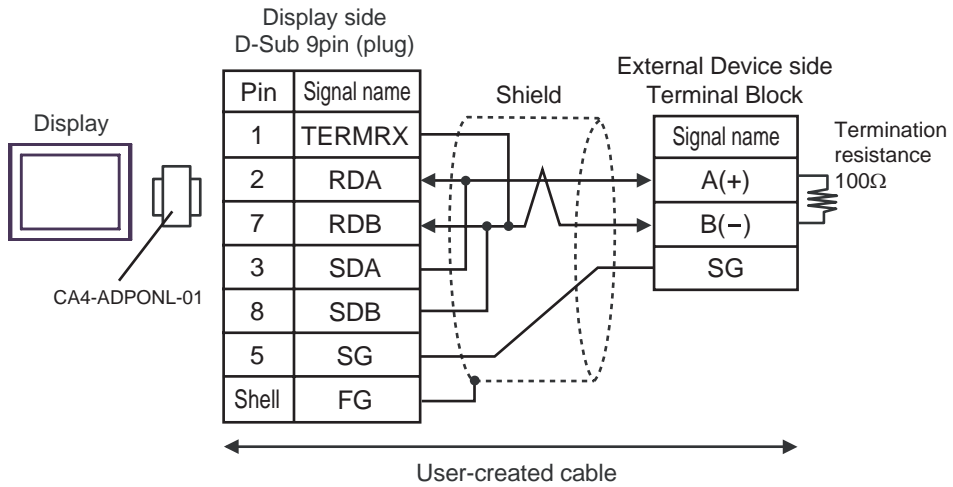 Display side
D-Sub 9pin (plug)
External Device side
Terminal Block
Shield
Display
CA4-ADPONL-01
Pin Signal name
1 TERMRX
2 RDA
7 RDB
3 SDA
8 SDB
5 SG
Shell FG
Signal name
A(+)
B(−)
SG
Termination
resistance
100Ω
User-created cable